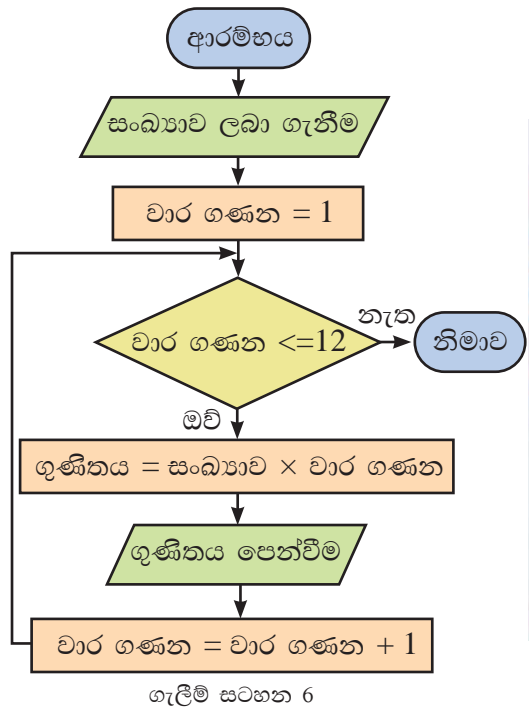 ආරම්භය
සංඛ්‍යාව ලබා ගැනීම
වාර ගණන = 1
වාර ගණන <=12
නැත
නිමාව
ඔව්
ගුණිතය = සංඛ්‍යාව × වාර ගණන
ගුණිතය පෙන්වීම
වාර ගණන = වාර ගණන + 1
ගැලීම් සටහන 6